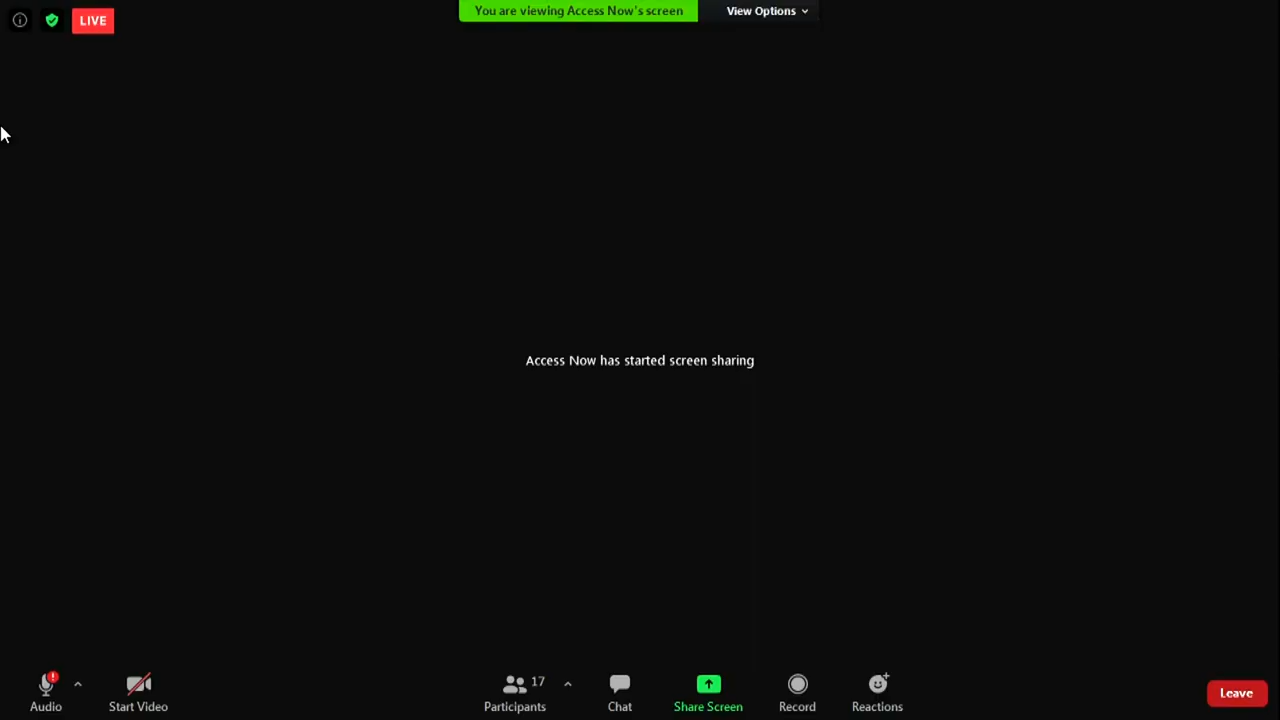 LIVE
You are viewing Access Now's screen
View Options
Access Now has started screen sharing
Audio
Start Video
17
Participants
Chat
Share Screen
Record
Reactions
Leave